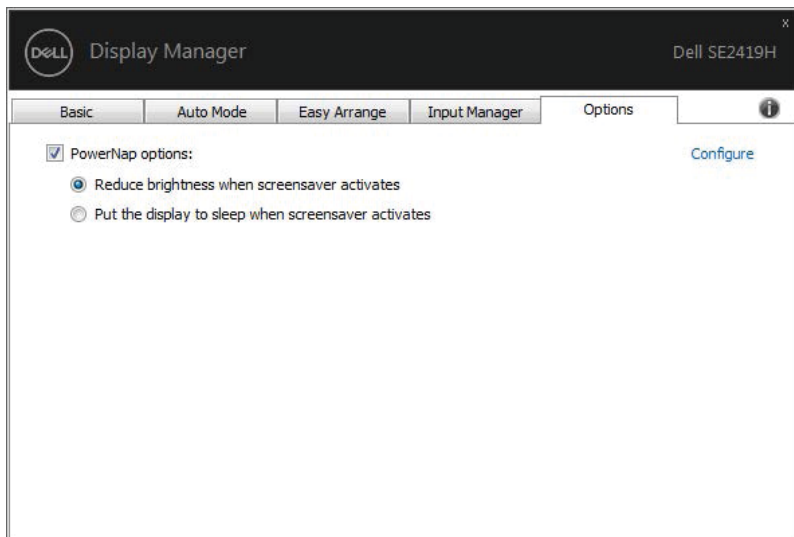 x
DELL
Display Manager
Dell SE2419H
Basic
Auto Mode
Easy Arrange
Input Manager
Options
i
PowerNap options:
Configure
Reduce brightness when screensaver activates
Put the display to sleep when screensaver activates